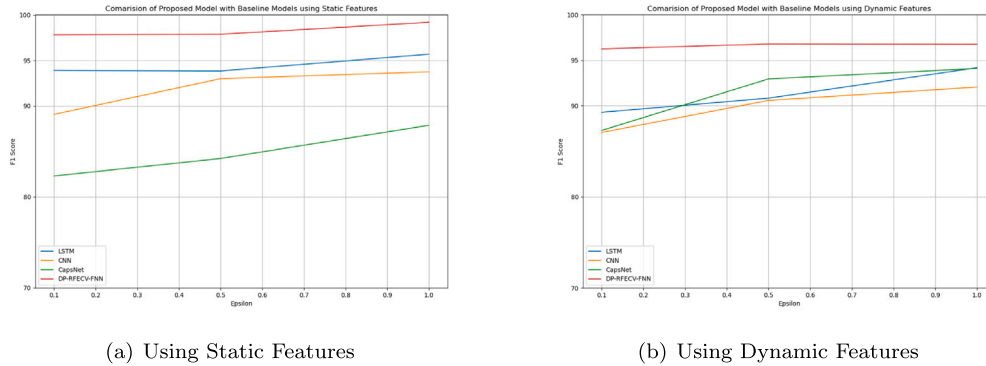 Comarision of Proposed Model with Baseline Models using Static Features
100
95
90
80
70
F1 Score
0.1 0.2 0.3 0.4 0.5 0.6 0.7 0.8 0.9 1.0
Epsilon
LSTM
CNN
CapsNet
DP-RFECV-FNN
(a) Using Static Features
Comarision of Proposed Model with Baseline Models using Dynamic Features
100
95
90
80
70
F1 Score
0.1 0.2 0.3 0.4 0.5 0.6 0.7 0.8 0.9 1.0
Epsilon
LSTM
CNN
CapsNet
DP-RFECV-FNN
(b) Using Dynamic Features